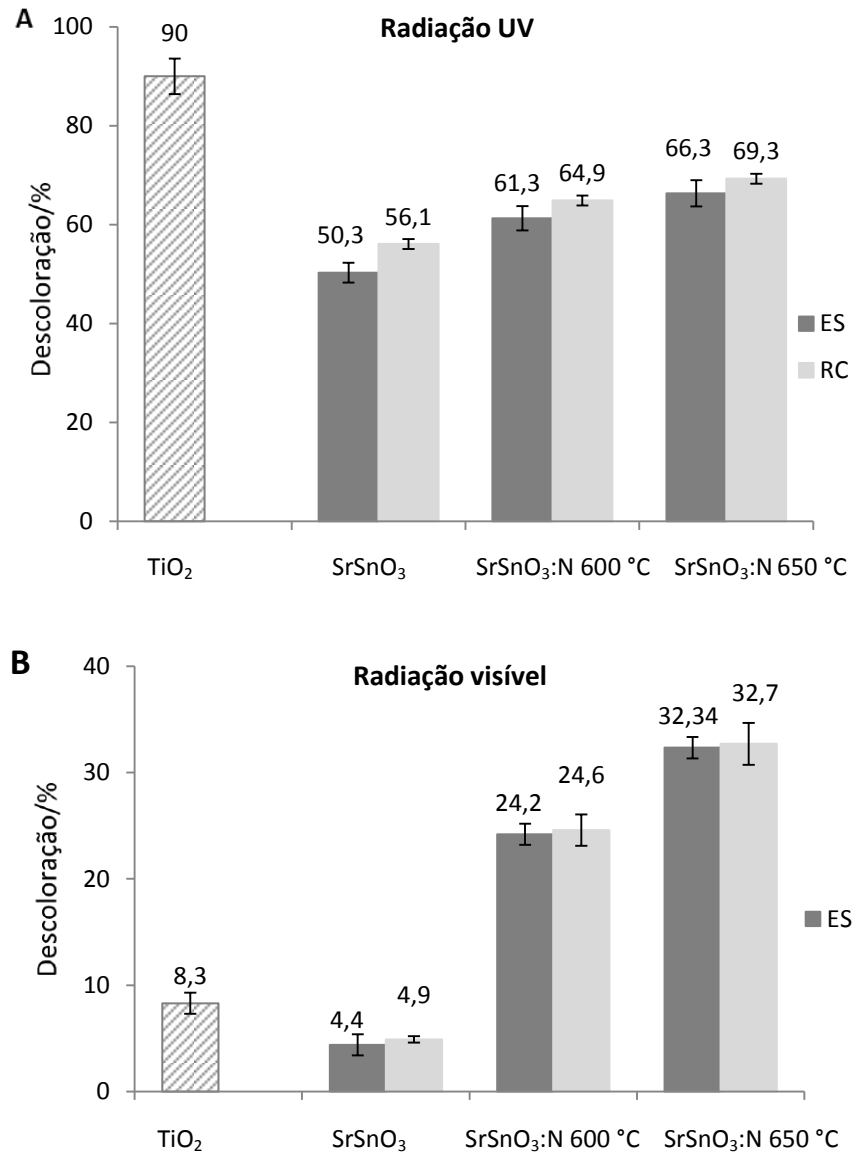 A
Radiação UV
Descoloração/%
100
80
60
40
20
0
90
50,3
56,1
61,3
64,9
66,3
69,3
ES
RC
TiO₂
SrSnO₃
SrSnO₃:N 600 °C
SrSnO₃:N 650 °C
B
Radiação visível
Descoloração/%
40
30
20
10
0
8,3
4,4
4,9
24,2
24,6
32,34
32,7
ES
TiO₂
SrSnO₃
SrSnO₃:N 600 °C
SrSnO₃:N 650 °C